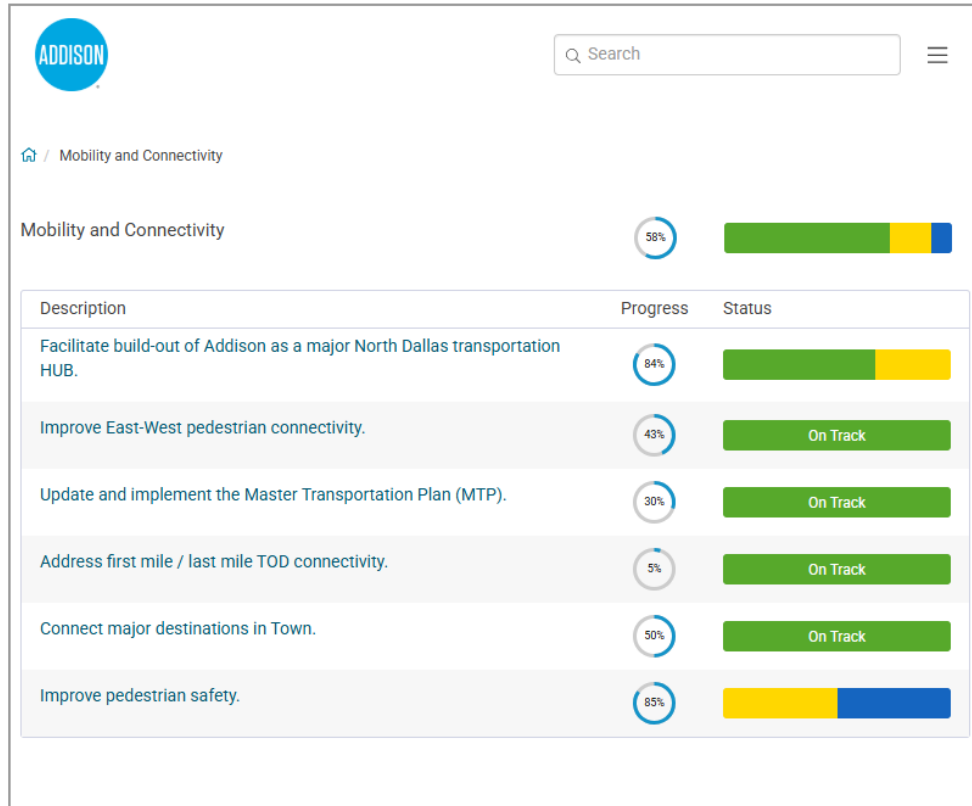 ADDISON
Search
/ Mobility and Connectivity
Mobility and Connectivity
58%
Description Progress Status
Facilitate build-out of Addison as a major North Dallas transportation
HUB.
84%
Improve East-West pedestrian connectivity.
43%
On Track
Update and implement the Master Transportation Plan (MTP).
30%
On Track
Address first mile / last mile TOD connectivity.
5%
On Track
Connect major destinations in Town.
50%
On Track
Improve pedestrian safety.
85%